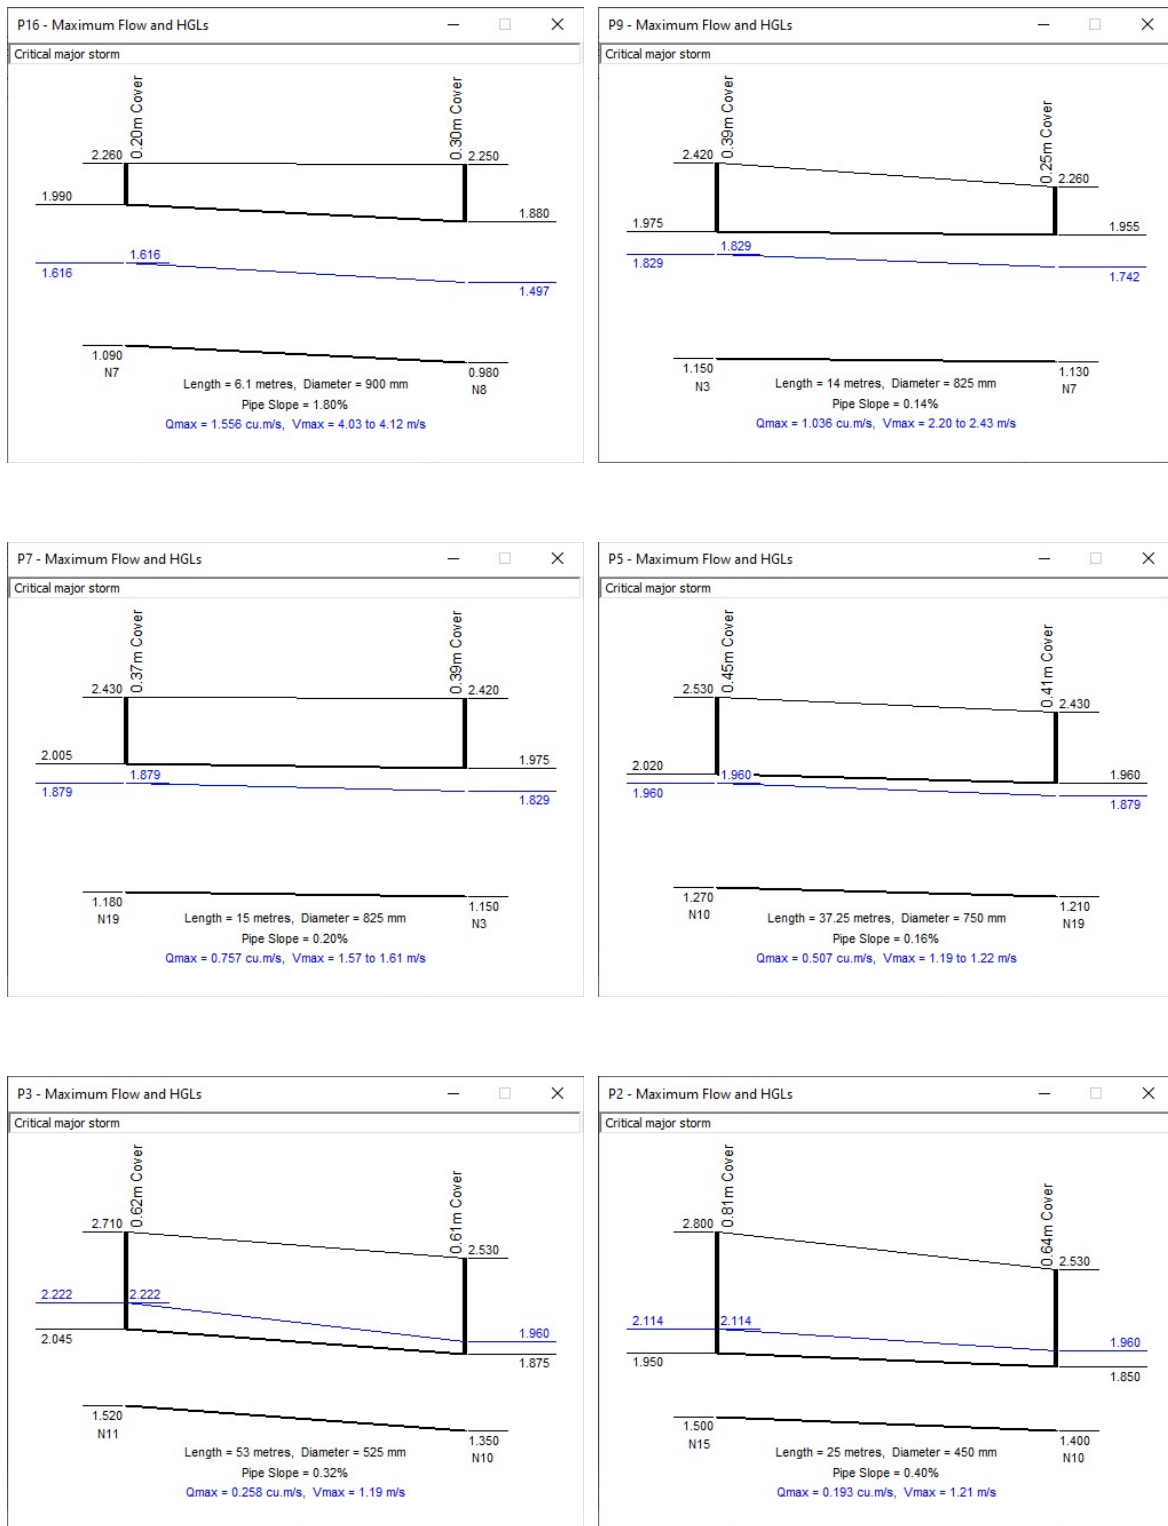 P16 - Maximum Flow and HGLs
Critical major storm
0.20m Cover
0.30m Cover
2.260
2.250
1.990
1.880
1.616
1.616
1.497
1.090
0.980
N7
N8
Length = 6.1 metres, Diameter = 900 mm
Pipe Slope = 1.80%
Qmax = 1.556 cu.m/s, Vmax = 4.03 to 4.12 m/s
P9 - Maximum Flow and HGLs
Critical major storm
0.39m Cover
0.25m Cover
2.420
2.260
1.975
1.955
1.829
1.829
1.742
1.150
1.130
N3
N7
Length = 14 metres, Diameter = 825 mm
Pipe Slope = 0.14%
Qmax = 1.036 cu.m/s, Vmax = 2.20 to 2.43 m/s
P7 - Maximum Flow and HGLs
Critical major storm
0.37m Cover
0.39m Cover
2.430
2.420
2.005
1.975
1.879
1.879
1.829
1.180
1.150
N19
N3
Length = 15 metres, Diameter = 825 mm
Pipe Slope = 0.20%
Qmax = 0.757 cu.m/s, Vmax = 1.57 to 1.61 m/s
P5 - Maximum Flow and HGLs
Critical major storm
0.45m Cover
0.41m Cover
2.530
2.430
2.020
1.960
1.960
1.960
1.879
1.270
1.210
N10
N19
Length = 37.25 metres, Diameter = 750 mm
Pipe Slope = 0.16%
Qmax = 0.507 cu.m/s, Vmax = 1.19 to 1.22 m/s
P3 - Maximum Flow and HGLs
Critical major storm
0.62m Cover
0.61m Cover
2.710
2.530
2.222
2.222
1.960
2.045
1.875
1.520
1.350
N11
N10
Length = 53 metres, Diameter = 525 mm
Pipe Slope = 0.32%
Qmax = 0.258 cu.m/s, Vmax = 1.19 m/s
P2 - Maximum Flow and HGLs
Critical major storm
0.81m Cover
0.64m Cover
2.800
2.530
2.114
2.114
1.960
1.950
1.850
1.500
1.400
N15
N10
Length = 25 metres, Diameter = 450 mm
Pipe Slope = 0.40%
Qmax = 0.193 cu.m/s, Vmax = 1.21 m/s